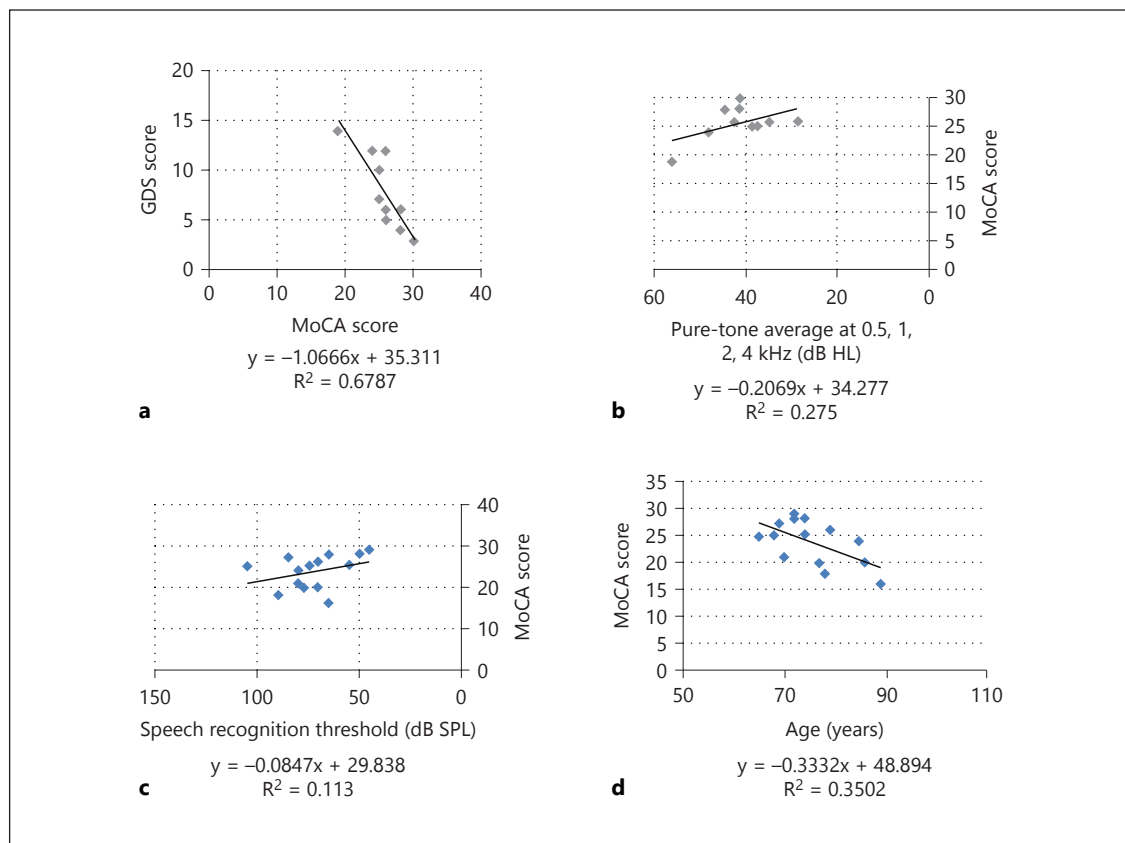 20
15
10
5
0
GDS score
0 10 20 30 40
MoCA score
y = –1.0666x + 35.311
R² = 0.6787
a
30
25
20
15
10
5
0
MoCA score
60 40 20 0
Pure-tone average at 0.5, 1,
2, 4 kHz (dB HL)
y = –0.2069x + 34.277
R² = 0.275
b
40
30
20
10
0
MoCA score
150 100 50 0
Speech recognition threshold (dB SPL)
y = –0.0847x + 29.838
R² = 0.113
c
35
30
25
20
15
10
5
0
MoCA score
50 70 90 110
Age (years)
y = –0.3332x + 48.894
R² = 0.3502
d